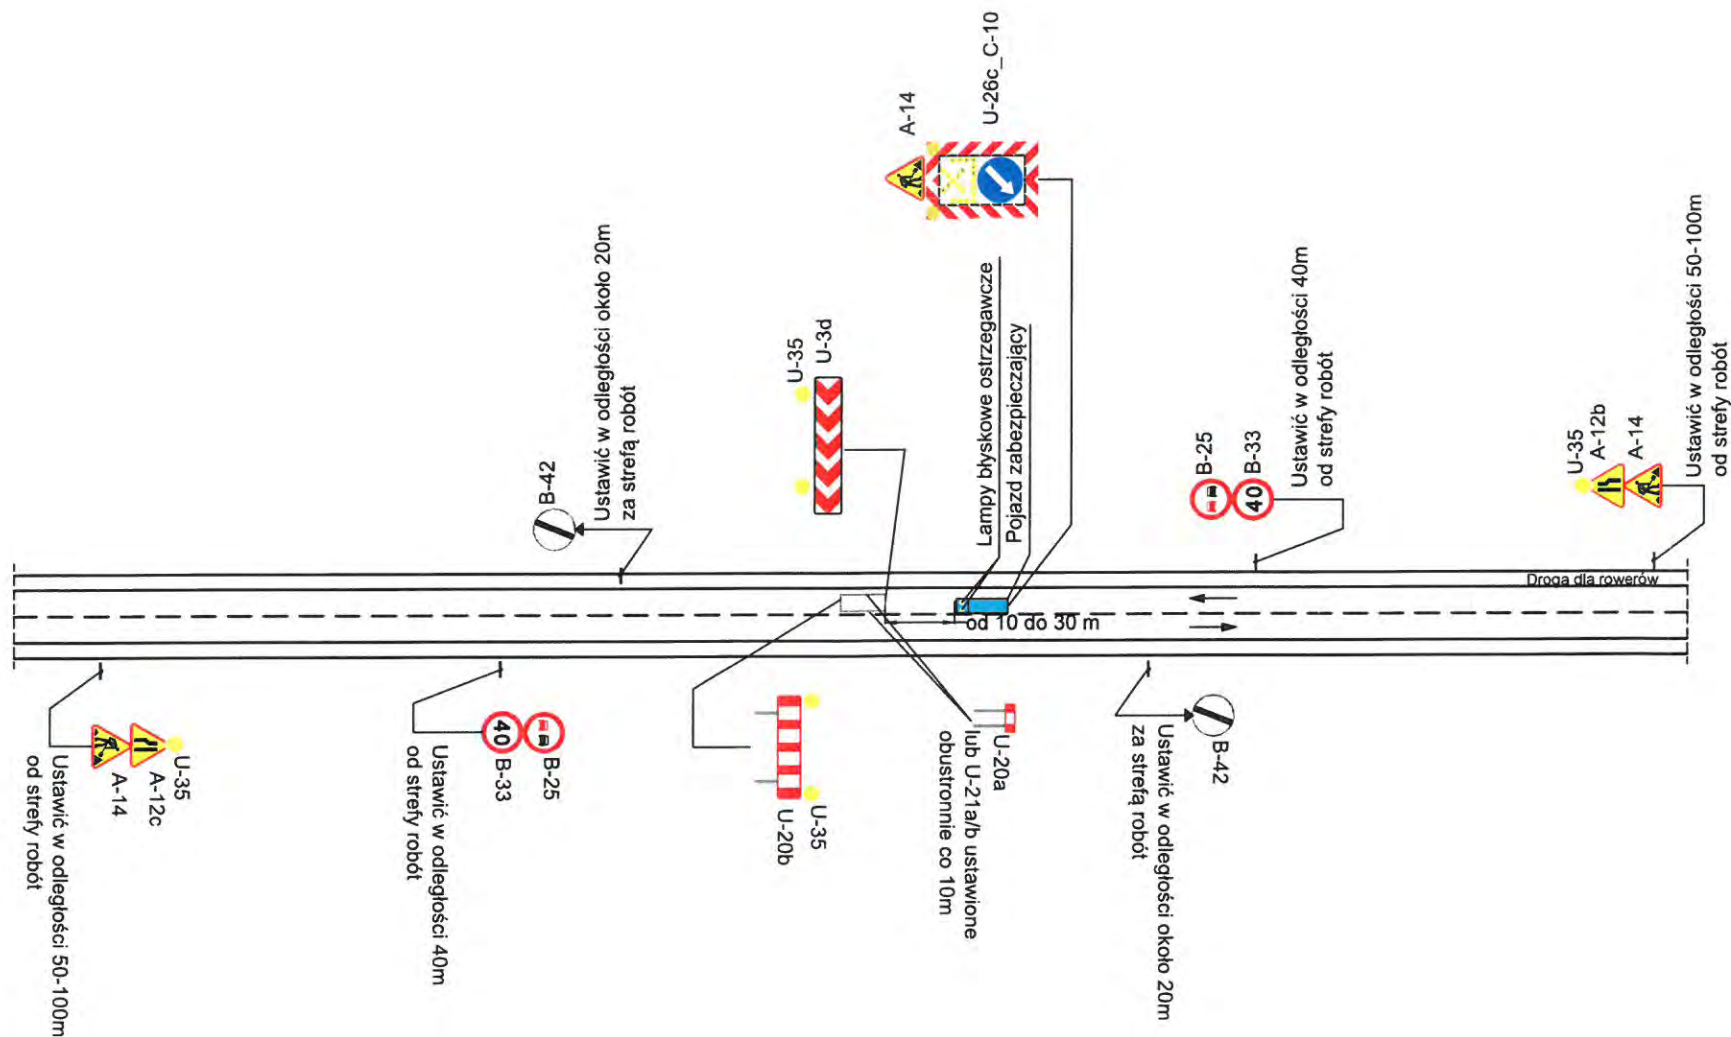 A-14
U-26c_C-10
Ustawić w odległości około 20m
za strefą robót
B-42
U-35
U-3d
Lampy błyskowe ostrzegawcze
Pojazd zabezpieczający
B-25
B-33
40
Ustawić w odległości 40m
od strefy robót
U-35
A-12b
A-14
Ustawić w odległości 50-100m
od strefy robót
Droga dla rowerów
od 10 do 30 m
U-35
A-12c
A-14
Ustawić w odległości 50-100m
od strefy robót
40
B-25
B-33
Ustawić w odległości 40m
od strefy robót
U-35
U-20b
U-20a
lub U-21a/b ustawione
obustronnie co 10m
B-42
Ustawić w odległości około 20m
za strefą robót